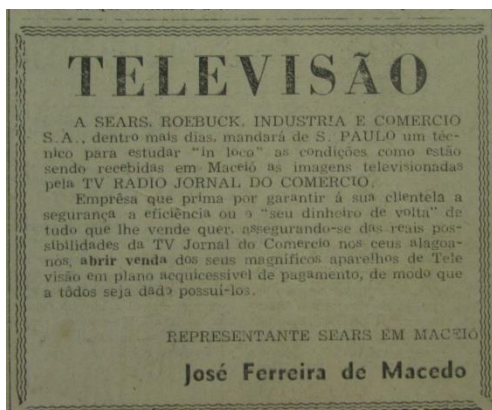 TELEVISÃO
A SEARS, ROEBUCK, INDUSTRIA E COMERCIO
S.A., dentro mais dias, mandará de S. PAULO um téc-
nico para estudar "in loco" as condições como estão
sendo recebidas em Maceió as imagens televisionadas
pela TV RADIO JORNAL DO COMERCIO.
Emprêsa que prima por garantir á sua clientela a
segurança a eficiência ou o "seu dinheiro de volta" de
tudo que lhe vende quer, assegurando-se das reais pos-
sibilidades da TV Jornal do Comercio nos ceus alagoa-
nos, abrir venda dos seus magníficos aparelhos de Tele
visão em plano acquicessivel de pagamento, de modo que
a tôdos seja dado possui-los.
REPRESENTANTE SEARS EM MACEIO
José Ferreira de Macedo